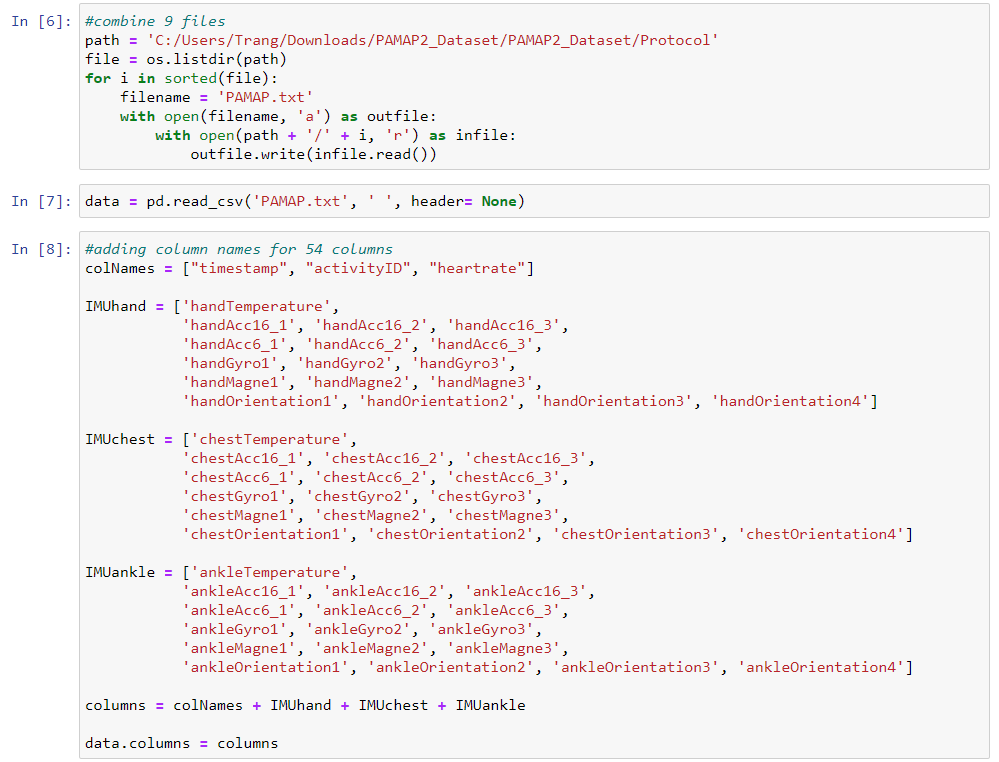 In [6]: #combine 9 files
path = 'C:/Users/Trang/Downloads/PAMAP2_Dataset/PAMAP2_Dataset/Protocol'
file = os.listdir(path)
for i in sorted(file):
    filename = 'PAMAP.txt'
    with open(filename, 'a') as outfile:
        with open(path + '/' + i, 'r') as infile:
            outfile.write(infile.read())
In [7]: data = pd.read_csv('PAMAP.txt', ' ', header= None)
In [8]: #adding column names for 54 columns
colNames = ["timestamp", "activityID", "heartrate"]
IMUhand = ['handTemperature',
           'handAcc16_1', 'handAcc16_2', 'handAcc16_3',
           'handAcc6_1', 'handAcc6_2', 'handAcc6_3',
           'handGyro1', 'handGyro2', 'handGyro3',
           'handMagne1', 'handMagne2', 'handMagne3',
           'handOrientation1', 'handOrientation2', 'handOrientation3', 'handOrientation4']
IMUchest = ['chestTemperature',
           'chestAcc16_1', 'chestAcc16_2', 'chestAcc16_3',
           'chestAcc6_1', 'chestAcc6_2', 'chestAcc6_3',
           'chestGyro1', 'chestGyro2', 'chestGyro3',
           'chestMagne1', 'chestMagne2', 'chestMagne3',
           'chestOrientation1', 'chestOrientation2', 'chestOrientation3', 'chestOrientation4']
IMUankle = ['ankleTemperature',
           'ankleAcc16_1', 'ankleAcc16_2', 'ankleAcc16_3',
           'ankleAcc6_1', 'ankleAcc6_2', 'ankleAcc6_3',
           'ankleGyro1', 'ankleGyro2', 'ankleGyro3',
           'ankleMagne1', 'ankleMagne2', 'ankleMagne3',
           'ankleOrientation1', 'ankleOrientation2', 'ankleOrientation3', 'ankleOrientation4']
columns = colNames + IMUhand + IMUchest + IMUankle
data.columns = columns